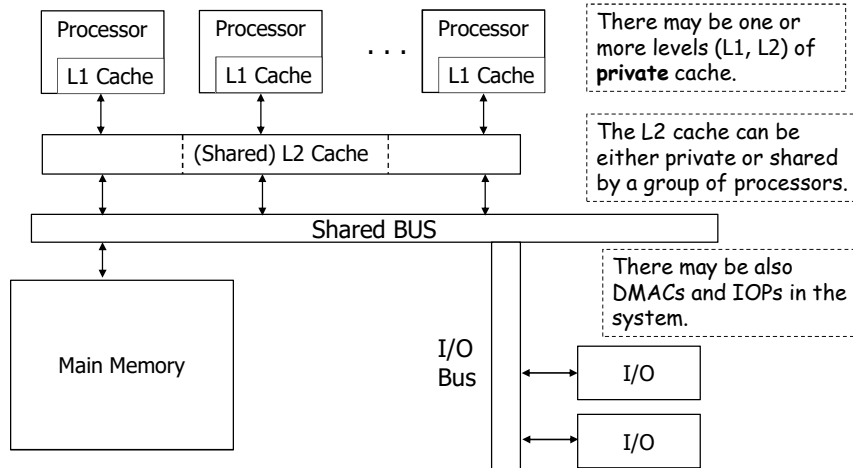 Processor
L1 Cache
Processor
L1 Cache
. . .
Processor
L1 Cache
There may be one or
more levels (L1, L2) of
private cache.
(Shared) L2 Cache
The L2 cache can be
either private or shared
by a group of processors.
Shared BUS
There may be also
DMACs and IOPs in the
system.
Main Memory
I/O
Bus
I/O
I/O